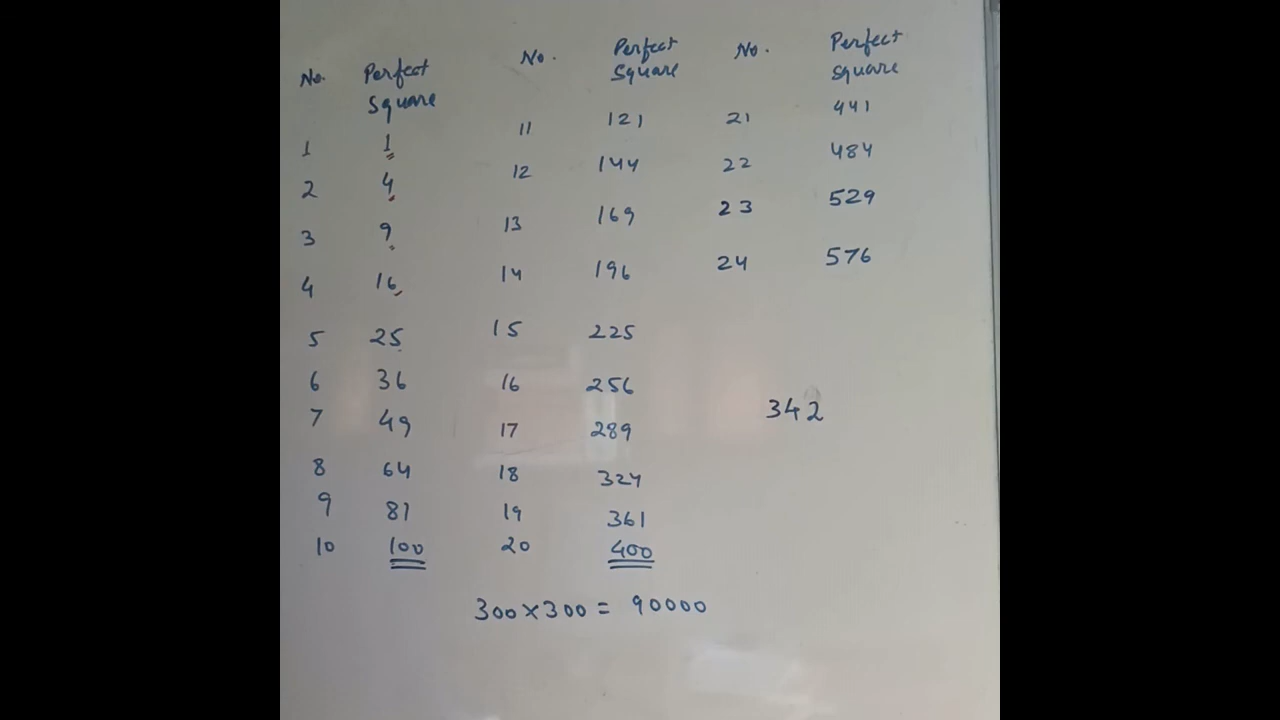 No. Perfect Square No. Perfect Square No. Perfect Square
1 1 11 121 21 441
2 4 12 144 22 484
3 9 13 169 23 529
4 16 14 196 24 576
5 25 15 225
6 36 16 256
7 49 17 289 342
8 64 18 324
9 81 19 361
10 100 20 400
300 × 300 = 90000